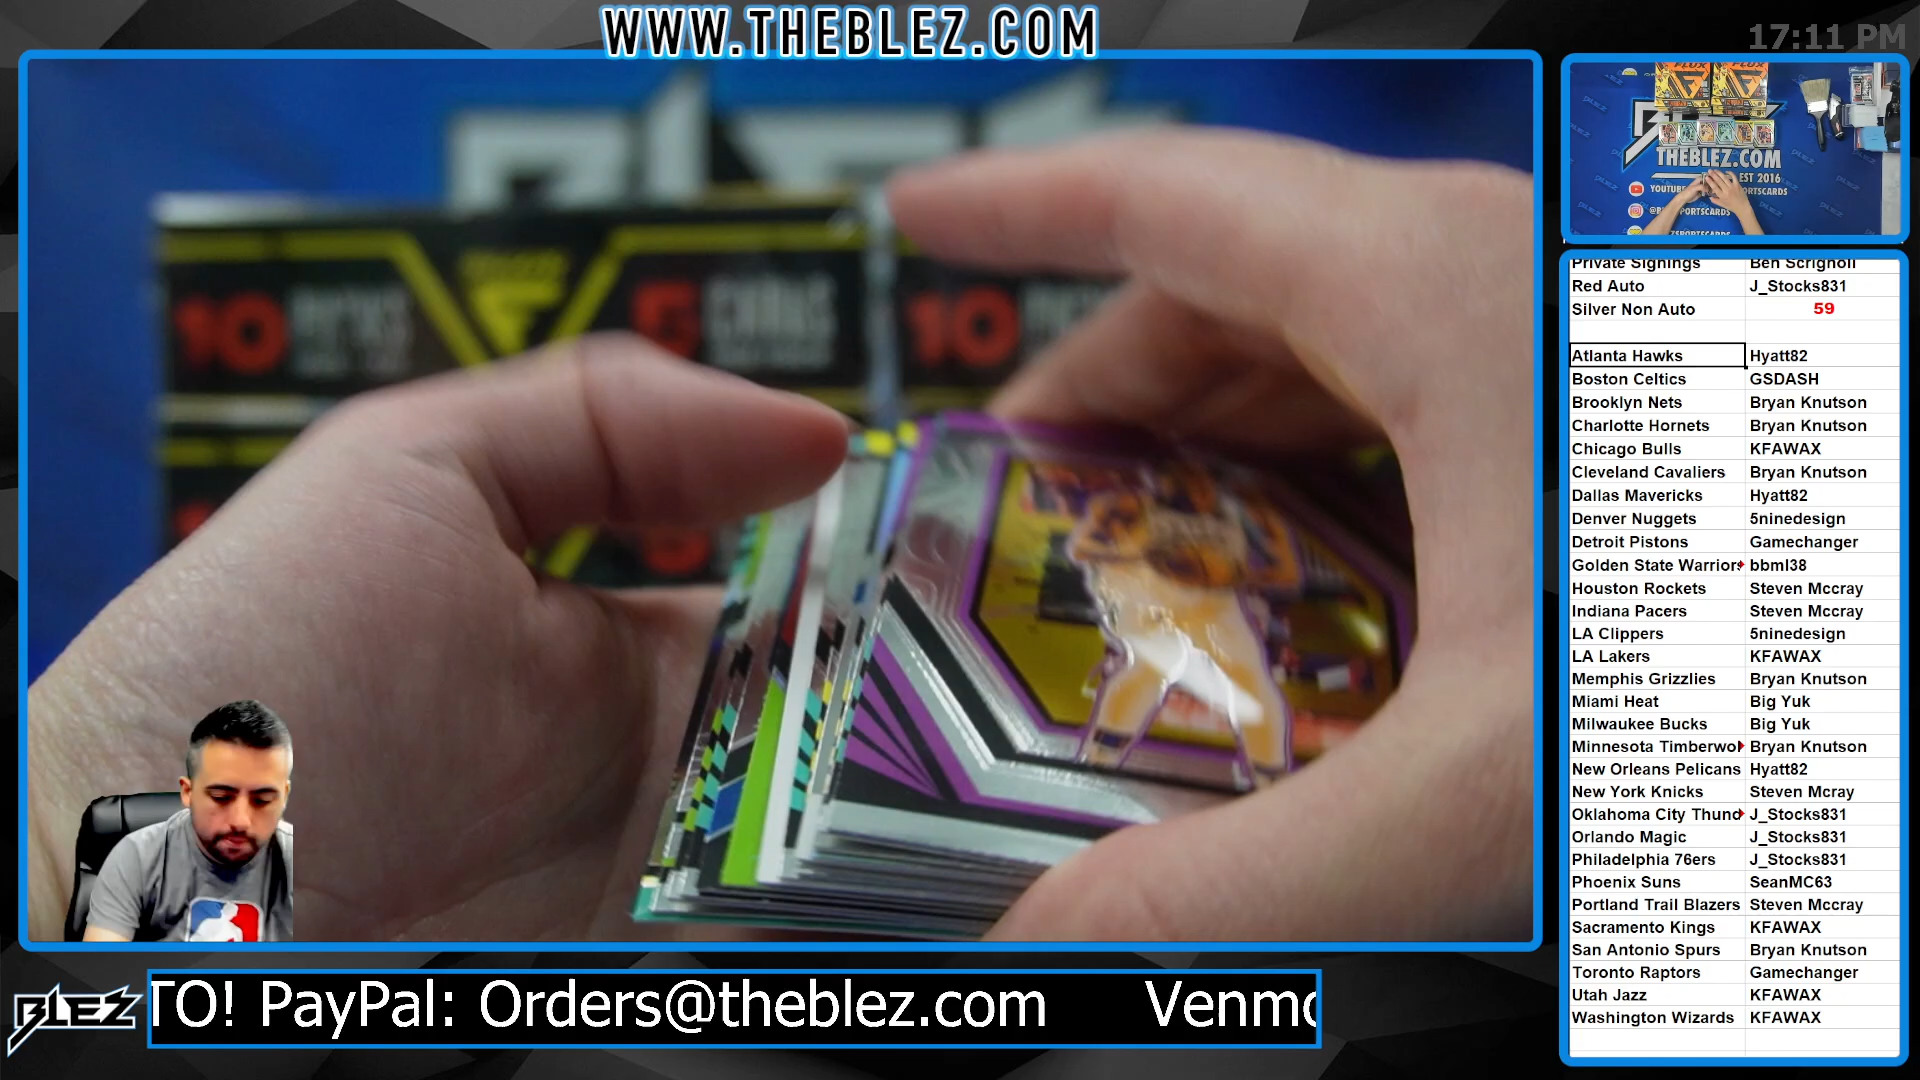 WWW.THEBLEZ.COM
17:11 PM
10
5
10
THEBLEZ.COM
EST 2016
Private Signings Ben Scrignoli
Red Auto J_Stocks831
Silver Non Auto 59
Atlanta Hawks Hyatt82
Boston Celtics GSDASH
Brooklyn Nets Bryan Knutson
Charlotte Hornets Bryan Knutson
Chicago Bulls KFAWAX
Cleveland Cavaliers Bryan Knutson
Dallas Mavericks Hyatt82
Denver Nuggets 5ninedesign
Detroit Pistons Gamechanger
Golden State Warriors bbml38
Houston Rockets Steven Mccray
Indiana Pacers Steven Mccray
LA Clippers 5ninedesign
LA Lakers KFAWAX
Memphis Grizzlies Bryan Knutson
Miami Heat Big Yuk
Milwaukee Bucks Big Yuk
Minnesota Timberwol Bryan Knutson
New Orleans Pelicans Hyatt82
New York Knicks Steven Mcray
Oklahoma City Thund J_Stocks831
Orlando Magic J_Stocks831
Philadelphia 76ers J_Stocks831
Phoenix Suns SeanMC63
Portland Trail Blazers Steven Mccray
Sacramento Kings KFAWAX
San Antonio Spurs Bryan Knutson
Toronto Raptors Gamechanger
Utah Jazz KFAWAX
Washington Wizards KFAWAX
BLEZ
TO! PayPal: Orders@theblez.com Venmo